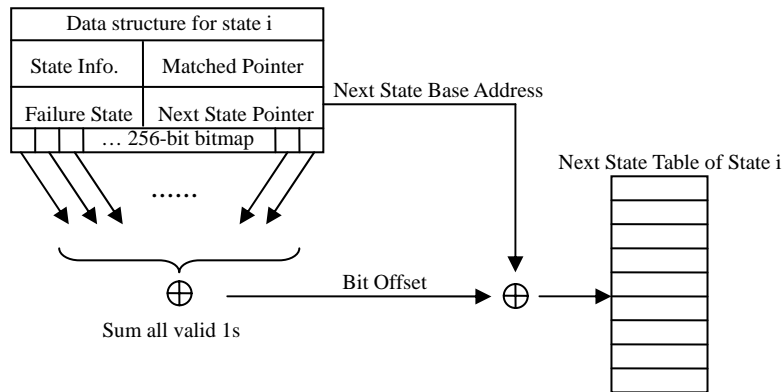 Data structure for state i
State Info.
Matched Pointer
Failure State
Next State Pointer
… 256-bit bitmap
Next State Base Address
Next State Table of State i
……
Bit Offset
Sum all valid 1s